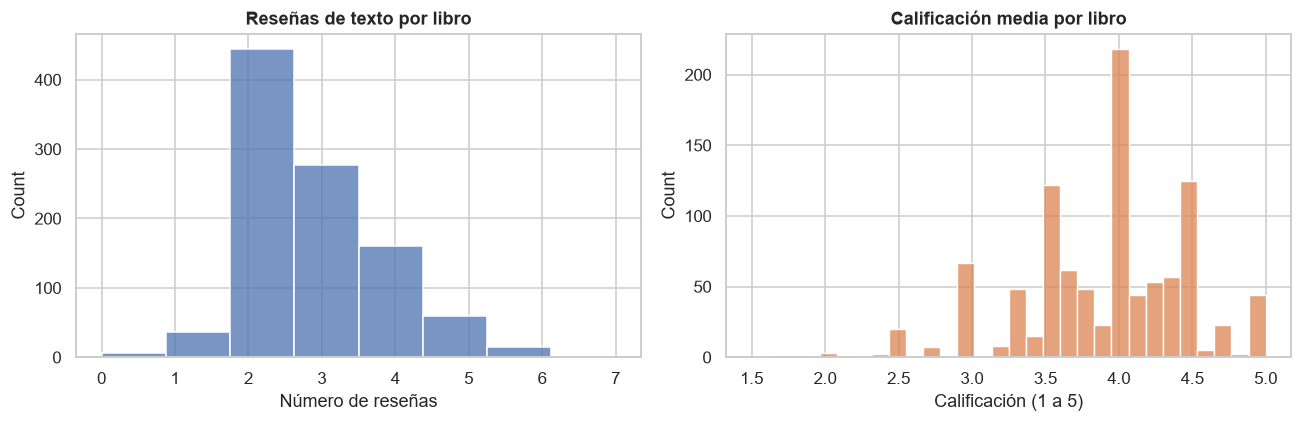 Reseñas de texto por libro
Count
400
300
200
100
0
0 1 2 3 4 5 6 7
Número de reseñas
Calificación media por libro
Count
200
150
100
50
0
1.5 2.0 2.5 3.0 3.5 4.0 4.5 5.0
Calificación (1 a 5)